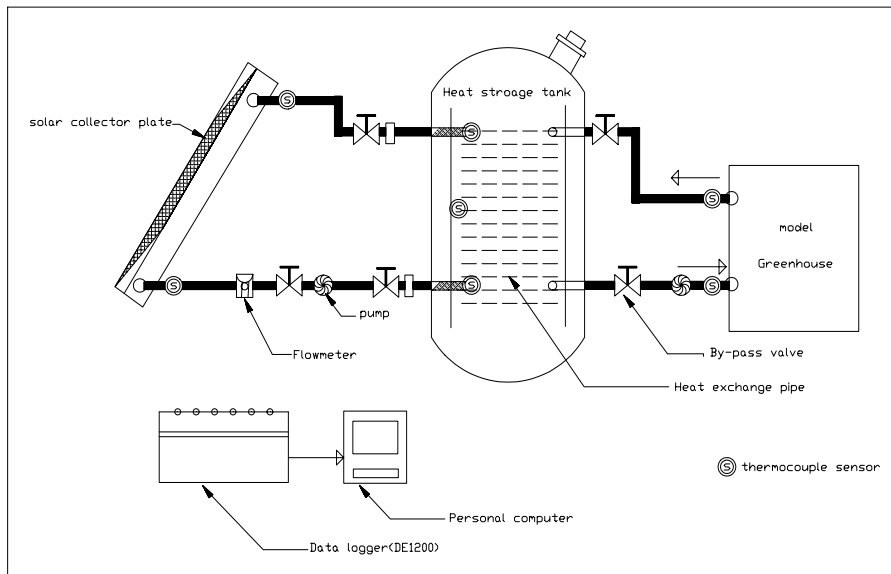 Heat stroage tank
solar collector plate
model
Greenhouse
pump
Flowmeter
By-pass valve
Heat exchange pipe
S thermocouple sensor
Personal computer
Data logger(DE1200)